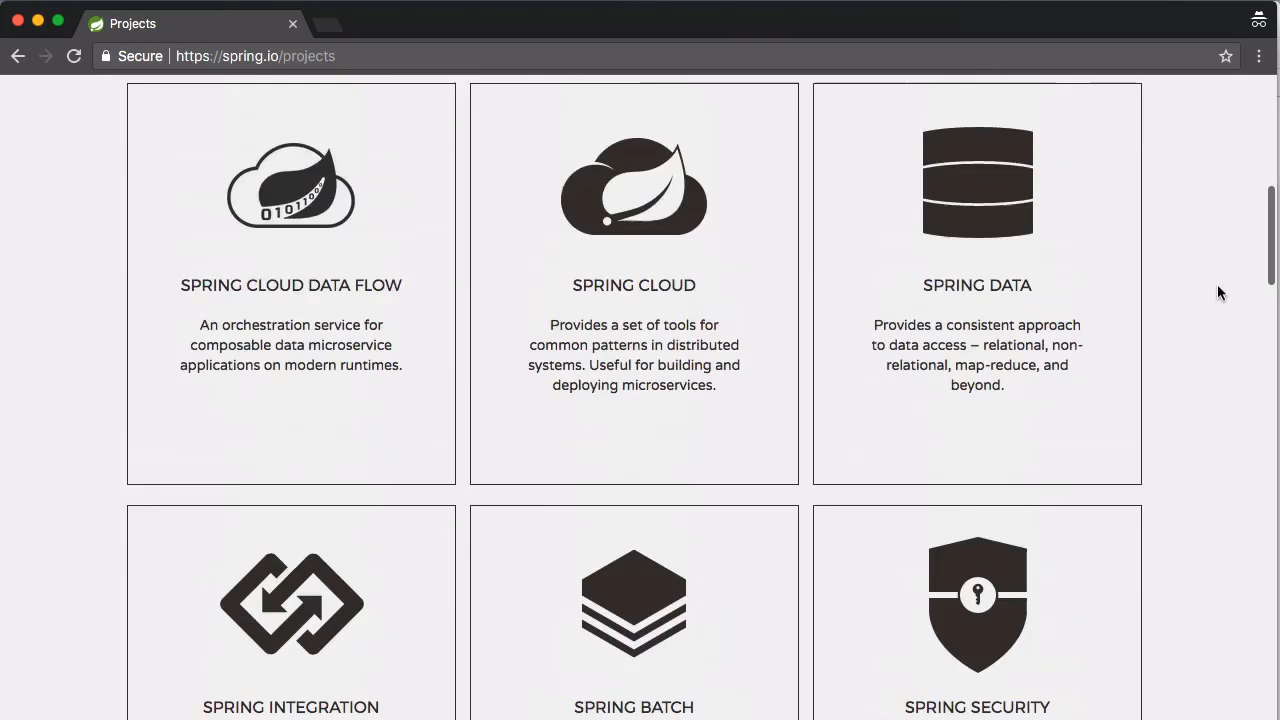 Projects
Secure https://spring.io/projects
SPRING CLOUD DATA FLOW
An orchestration service for
composable data microservice
applications on modern runtimes.
SPRING CLOUD
Provides a set of tools for
common patterns in distributed
systems. Useful for building and
deploying microservices.
SPRING DATA
Provides a consistent approach
to data access – relational, non-
relational, map-reduce, and
beyond.
SPRING INTEGRATION
SPRING BATCH
SPRING SECURITY